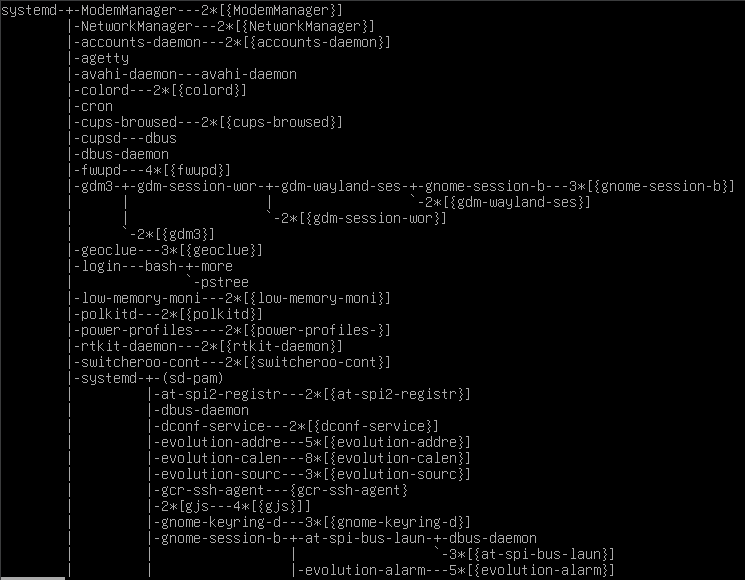 systemd-+-ModemManager---2*[{ModemManager}]
        |-NetworkManager---2*[{NetworkManager}]
        |-accounts-daemon---2*[{accounts-daemon}]
        |-agetty
        |-avahi-daemon---avahi-daemon
        |-colord---2*[{colord}]
        |-cron
        |-cups-browsed---2*[{cups-browsed}]
        |-cupsd---dbus
        |-dbus-daemon
        |-fwupd---4*[{fwupd}]
        |-gdm3-+-gdm-session-wor-+-gdm-wayland-ses-+-gnome-session-b---3*[{gnome-session-b}]
        |      |                 |                 `-2*[{gdm-wayland-ses}]
        |      |                 `-2*[{gdm-session-wor}]
        |      `-2*[{gdm3}]
        |-geoclue---3*[{geoclue}]
        |-login---bash-+-more
        |              `-pstree
        |-low-memory-moni---2*[{low-memory-moni}]
        |-polkitd---2*[{polkitd}]
        |-power-profiles----2*[{power-profiles-}]
        |-rtkit-daemon---2*[{rtkit-daemon}]
        |-switcheroo-cont---2*[{switcheroo-cont}]
        |-systemd-+-(sd-pam)
        |         |-at-spi2-registr---2*[{at-spi2-registr}]
        |         |-dbus-daemon
        |         |-dconf-service---2*[{dconf-service}]
        |         |-evolution-addre---5*[{evolution-addre}]
        |         |-evolution-calen---8*[{evolution-calen}]
        |         |-evolution-sourc---3*[{evolution-sourc}]
        |         |-gcr-ssh-agent---{gcr-ssh-agent}
        |         |-2*[gjs---4*[{gjs}]]
        |         |-gnome-keyring-d---3*[{gnome-keyring-d}]
        |         |-gnome-session-b-+-at-spi-bus-laun-+-dbus-daemon
        |         |                 |                 `-3*[{at-spi-bus-laun}]
        |         |                 |-evolution-alarm---5*[{evolution-alarm}]